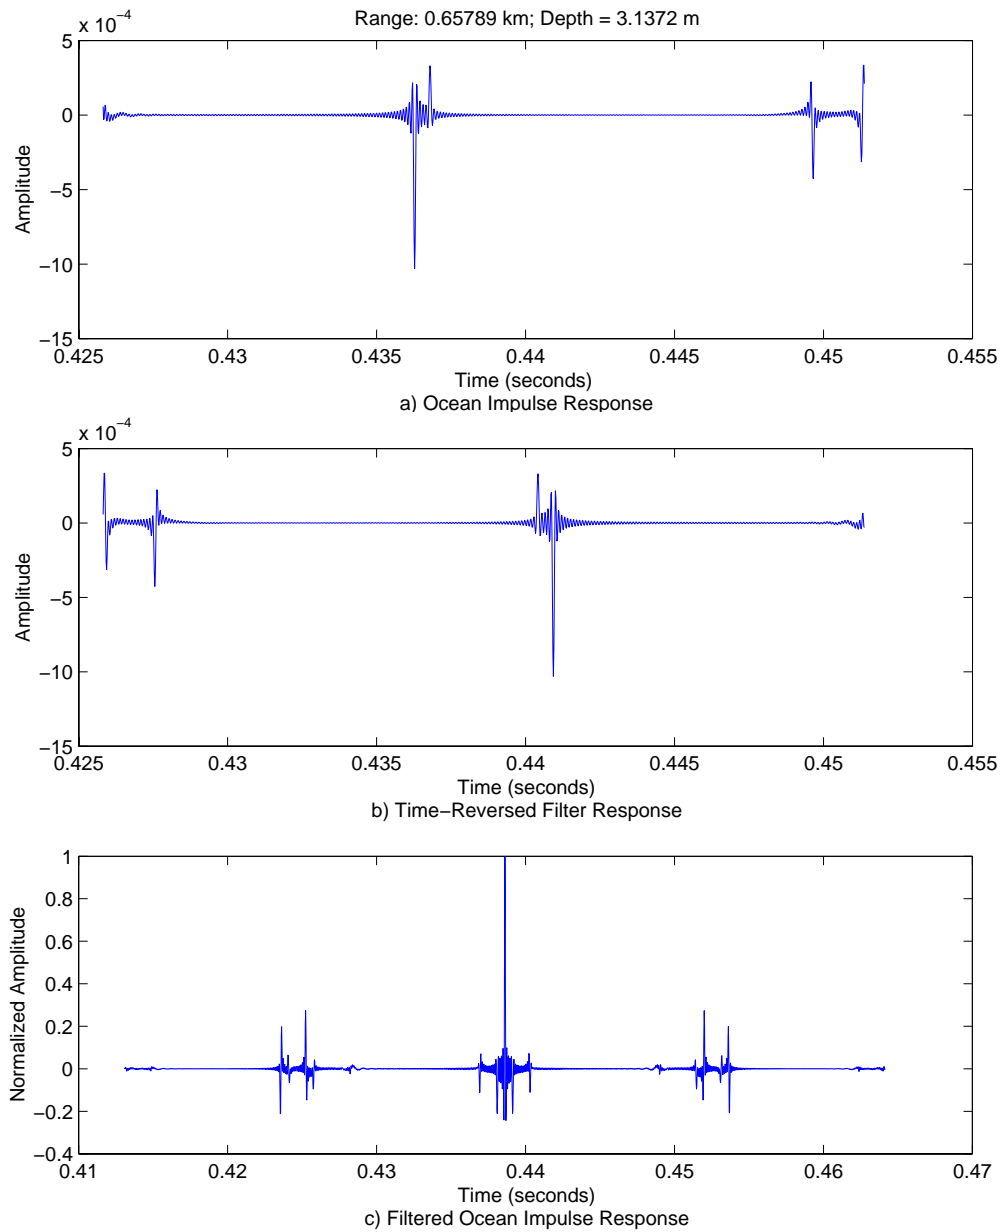 Range: 0.65789 km; Depth = 3.1372 m
x 10⁻⁴
5
0
−5
−10
−15
Amplitude
0.425 0.43 0.435 0.44 0.445 0.45 0.455
Time (seconds)
a) Ocean Impulse Response
x 10⁻⁴
5
0
−5
−10
−15
Amplitude
0.425 0.43 0.435 0.44 0.445 0.45 0.455
Time (seconds)
b) Time−Reversed Filter Response
1
0.8
0.6
0.4
0.2
0
−0.2
−0.4
Normalized Amplitude
0.41 0.42 0.43 0.44 0.45 0.46 0.47
Time (seconds)
c) Filtered Ocean Impulse Response